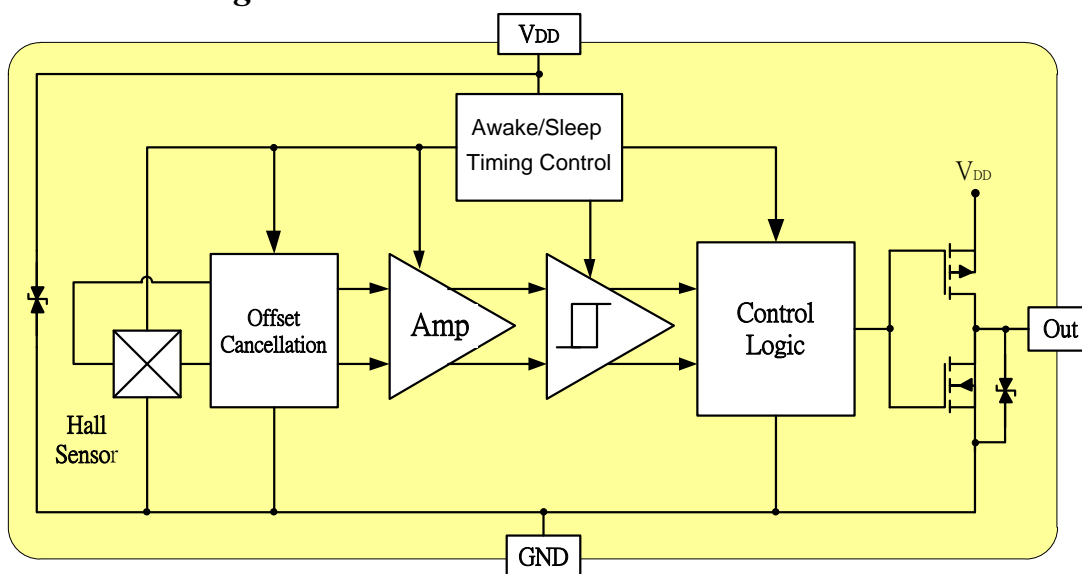 g
VDD
Awake/Sleep
Timing Control
VDD
Offset
Cancellation
Amp
Control
Logic
Out
Hall
Sensor
GND